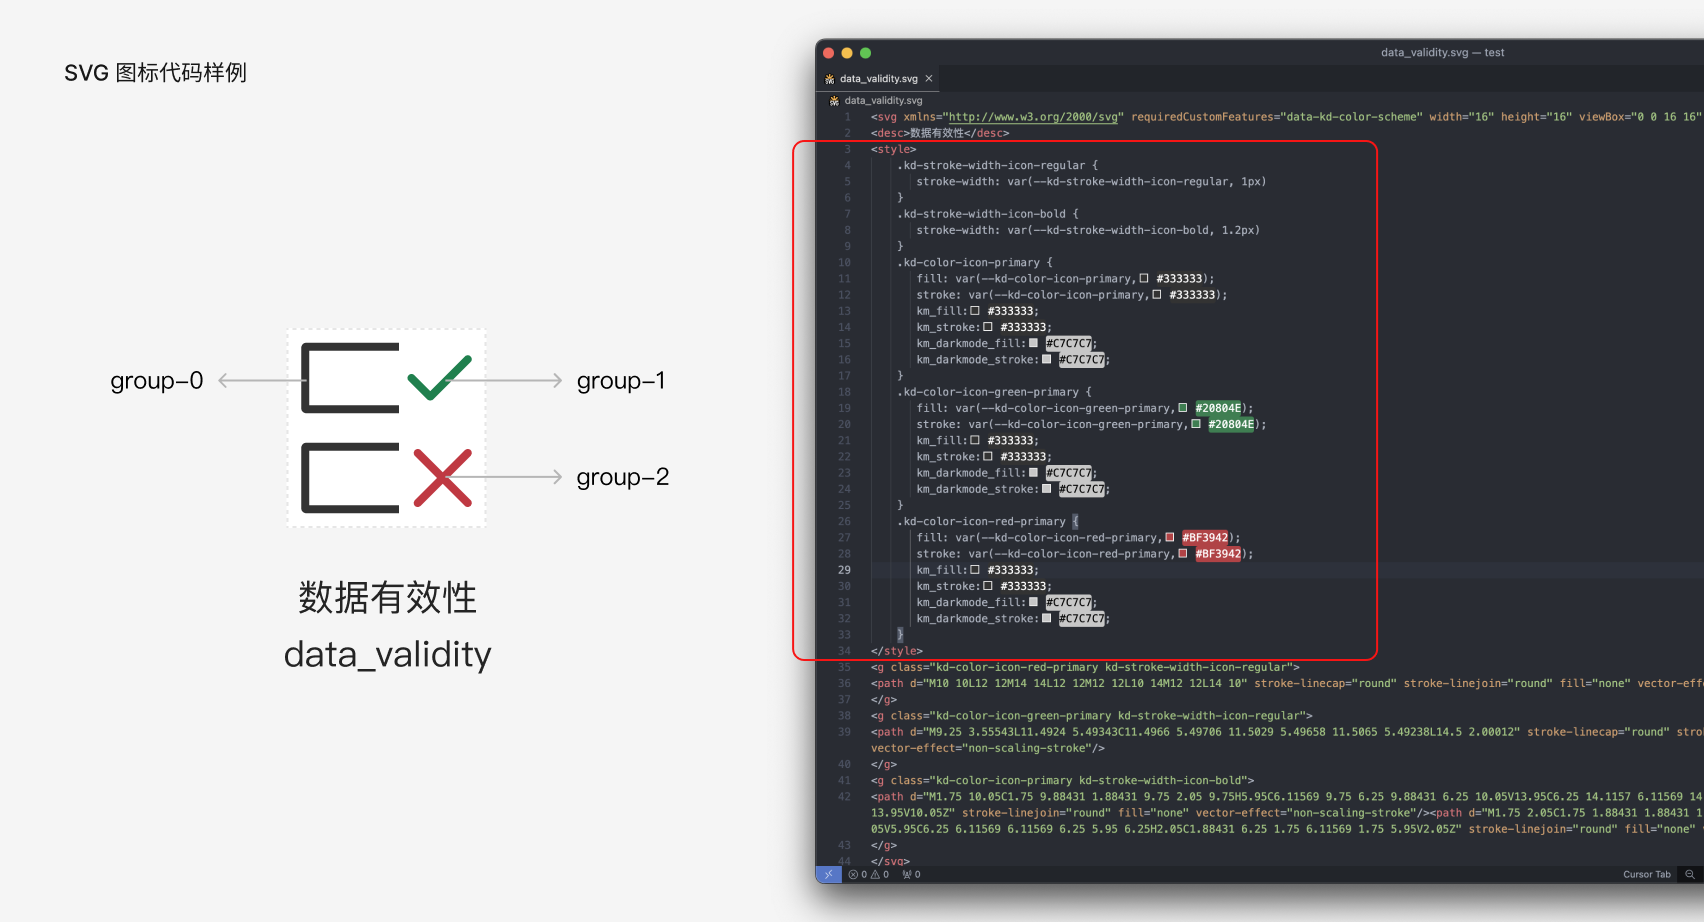 SVG 图标代码样例
group-0
group-1
group-2
数据有效性
data_validity
data_validity.svg — test
data_validity.svg
data_validity.svg
1 <svg xmlns="http://www.w3.org/2000/svg" requiredCustomFeatures="data-kd-color-scheme" width="16" height="16" viewBox="0 0 16 16"
2 <desc>数据有效性</desc>
3 <style>
4 .kd-stroke-width-icon-regular {
5 stroke-width: var(--kd-stroke-width-icon-regular, 1px)
6 }
7 .kd-stroke-width-icon-bold {
8 stroke-width: var(--kd-stroke-width-icon-bold, 1.2px)
9 }
10 .kd-color-icon-primary {
11 fill: var(--kd-color-icon-primary, #333333);
12 stroke: var(--kd-color-icon-primary, #333333);
13 km_fill: #333333;
14 km_stroke: #333333;
15 km_darkmode_fill: #C7C7C7;
16 km_darkmode_stroke: #C7C7C7;
17 }
18 .kd-color-icon-green-primary {
19 fill: var(--kd-color-icon-green-primary, #20804E);
20 stroke: var(--kd-color-icon-green-primary, #20804E);
21 km_fill: #333333;
22 km_stroke: #333333;
23 km_darkmode_fill: #C7C7C7;
24 km_darkmode_stroke: #C7C7C7;
25 }
26 .kd-color-icon-red-primary {
27 fill: var(--kd-color-icon-red-primary, #BF3942);
28 stroke: var(--kd-color-icon-red-primary, #BF3942);
29 km_fill: #333333;
30 km_stroke: #333333;
31 km_darkmode_fill: #C7C7C7;
32 km_darkmode_stroke: #C7C7C7;
33 }
34 </style>
35 <g class="kd-color-icon-red-primary kd-stroke-width-icon-regular">
36 <path d="M10 10L12 12M14 14L12 12M12 12L10 14M12 12L14 10" stroke-linecap="round" stroke-linejoin="round" fill="none" vector-eff
37 </g>
38 <g class="kd-color-icon-green-primary kd-stroke-width-icon-regular">
39 <path d="M9.25 3.55543L11.4924 5.49343C11.4966 5.49706 11.5029 5.49658 11.5065 5.49238L14.5 2.00012" stroke-linecap="round" stro
vector-effect="non-scaling-stroke"/>
40 </g>
41 <g class="kd-color-icon-primary kd-stroke-width-icon-bold">
42 <path d="M1.75 10.05C1.75 9.88431 1.88431 9.75 2.05 9.75H5.95C6.11569 9.75 6.25 9.88431 6.25 10.05V13.95C6.25 14.1157 6.11569 14
13.95V10.05Z" stroke-linejoin="round" fill="none" vector-effect="non-scaling-stroke"/><path d="M1.75 2.05C1.75 1.88431 1.88431 1
05V5.95C6.25 6.11569 6.11569 6.25 5.95 6.25H2.05C1.88431 6.25 1.75 6.11569 1.75 5.95V2.05Z" stroke-linejoin="round" fill="none"
43 </g>
44 </svg>
0 0 0
Cursor Tab